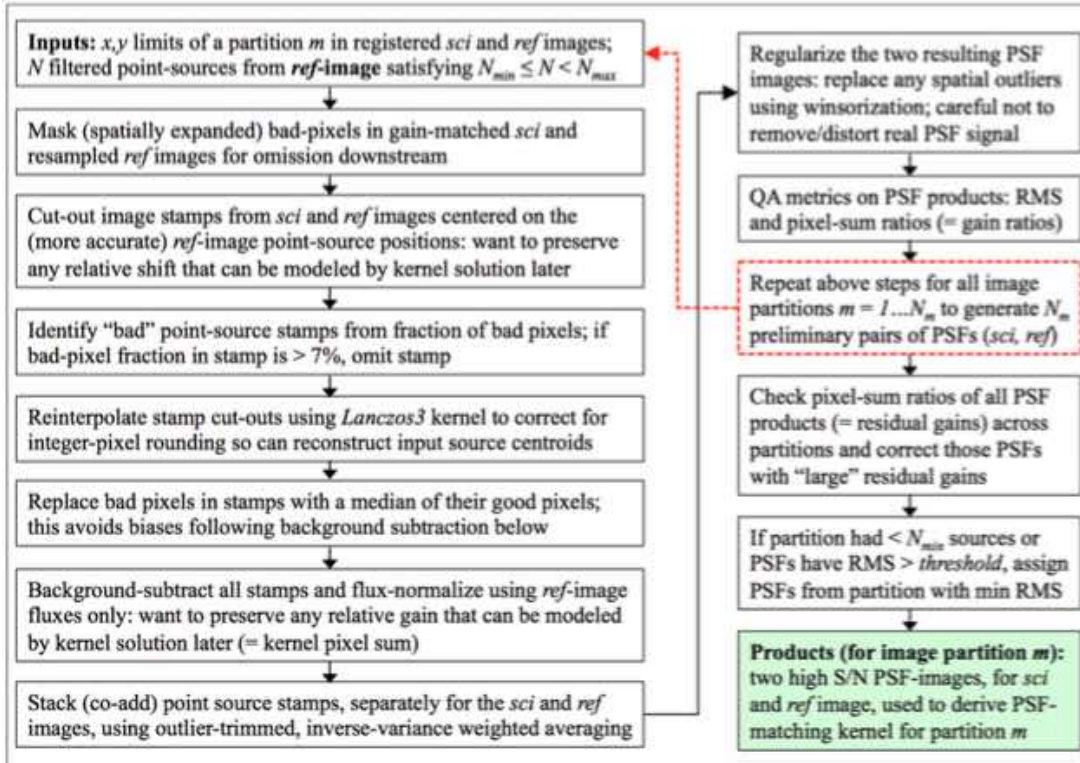 Inputs: x,y limits of a partition m in registered sci and ref images;
N filtered point-sources from ref-image satisfying Nmin ≤ N < Nmax
Mask (spatially expanded) bad-pixels in gain-matched sci and
resampled ref images for omission downstream
Cut-out image stamps from sci and ref images centered on the
(more accurate) ref-image point-source positions: want to preserve
any relative shift that can be modeled by kernel solution later
Identify “bad” point-source stamps from fraction of bad pixels; if
bad-pixel fraction in stamp is > 7%, omit stamp
Reinterpolate stamp cut-outs using Lanczos3 kernel to correct for
integer-pixel rounding so can reconstruct input source centroids
Replace bad pixels in stamps with a median of their good pixels;
this avoids biases following background subtraction below
Background-subtract all stamps and flux-normalize using ref-image
fluxes only: want to preserve any relative gain that can be modeled
by kernel solution later (= kernel pixel sum)
Stack (co-add) point source stamps, separately for the sci and ref
images, using outlier-trimmed, inverse-variance weighted averaging
Regularize the two resulting PSF
images: replace any spatial outliers
using winsorization; careful not to
remove/distort real PSF signal
QA metrics on PSF products: RMS
and pixel-sum ratios (= gain ratios)
Repeat above steps for all image
partitions m = 1...Nm to generate Nm
preliminary pairs of PSFs (sci, ref)
Check pixel-sum ratios of all PSF
products (= residual gains) across
partitions and correct those PSFs
with “large” residual gains
If partition had < Nmin sources or
PSFs have RMS > threshold, assign
PSFs from partition with min RMS
Products (for image partition m):
two high S/N PSF-images, for sci
and ref image, used to derive PSF-
matching kernel for partition m